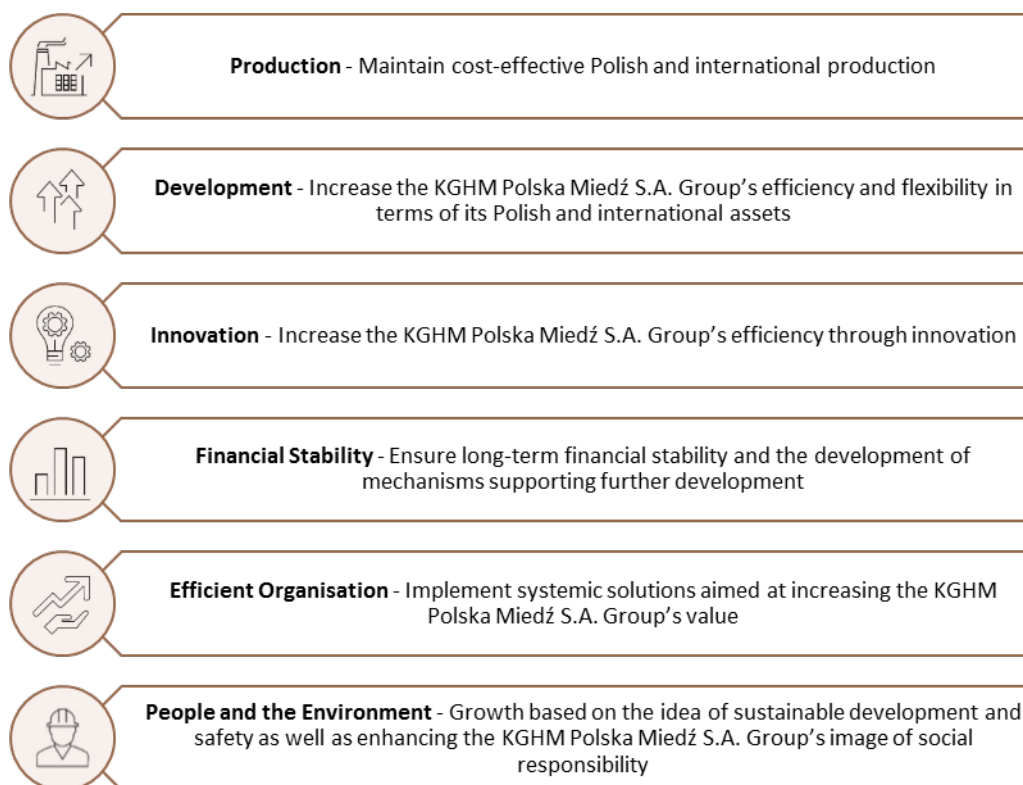 Production - Maintain cost-effective Polish and international production
Development - Increase the KGHM Polska Miedź S.A. Group's efficiency and flexibility in
terms of its Polish and international assets
Innovation - Increase the KGHM Polska Miedź S.A. Group's efficiency through innovation
Financial Stability - Ensure long-term financial stability and the development of
mechanisms supporting further development
Efficient Organisation - Implement systemic solutions aimed at increasing the KGHM
Polska Miedź S.A. Group's value
People and the Environment - Growth based on the idea of sustainable development and
safety as well as enhancing the KGHM Polska Miedź S.A. Group's image of social
responsibility